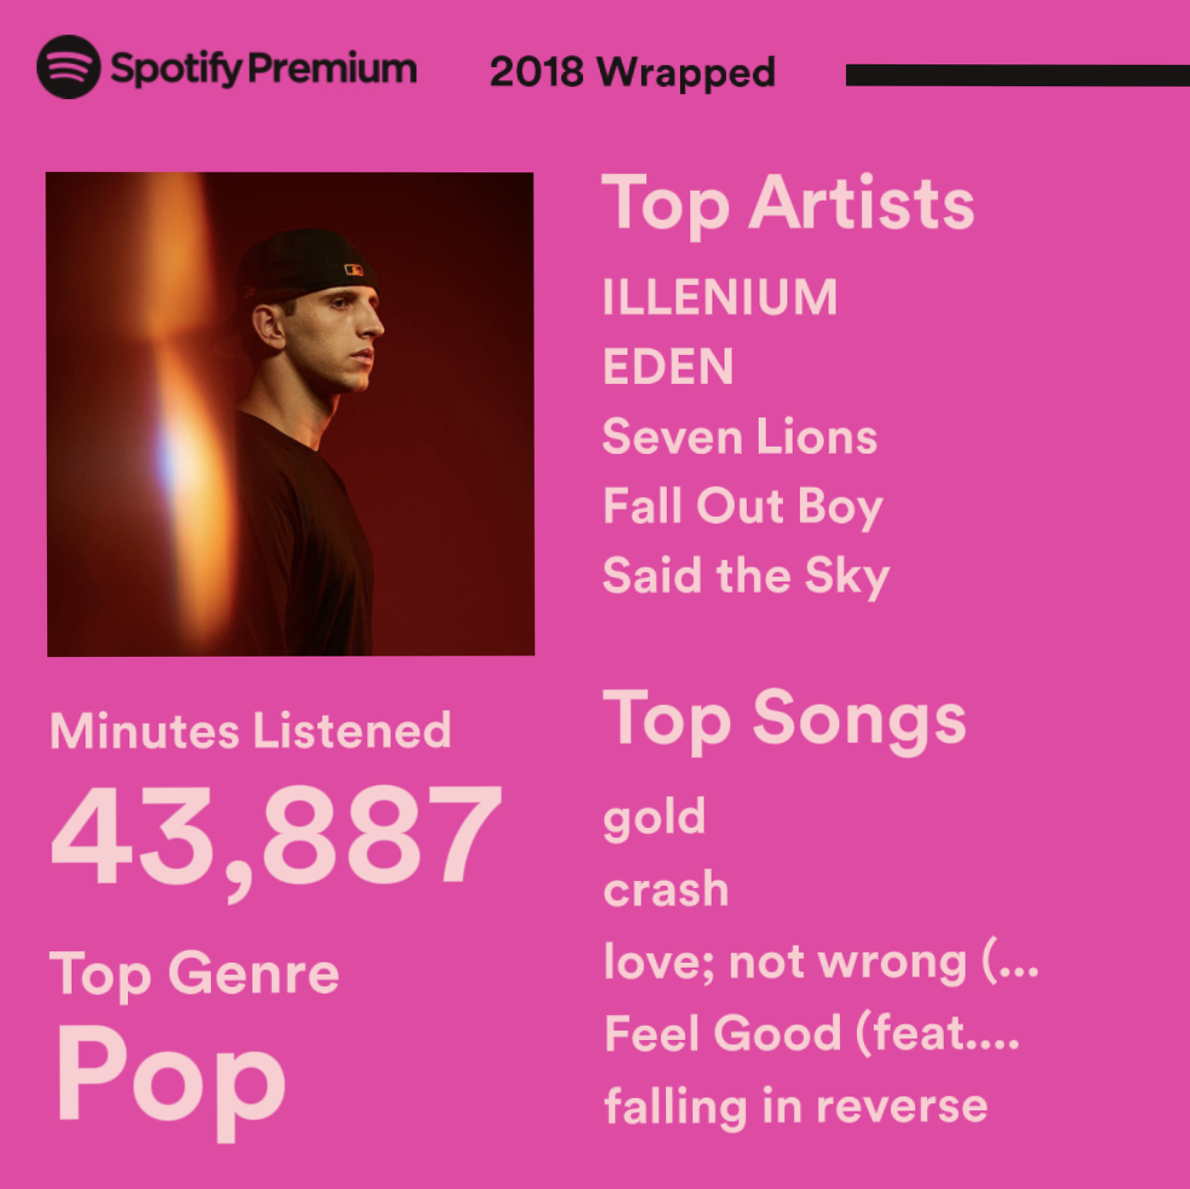 Spotify Premium
2018 Wrapped
Top Artists
ILLENIUM
EDEN
Seven Lions
Fall Out Boy
Said the Sky
Minutes Listened
43,887
Top Genre
Pop
Top Songs
gold
crash
love; not wrong (...
Feel Good (feat....
falling in reverse